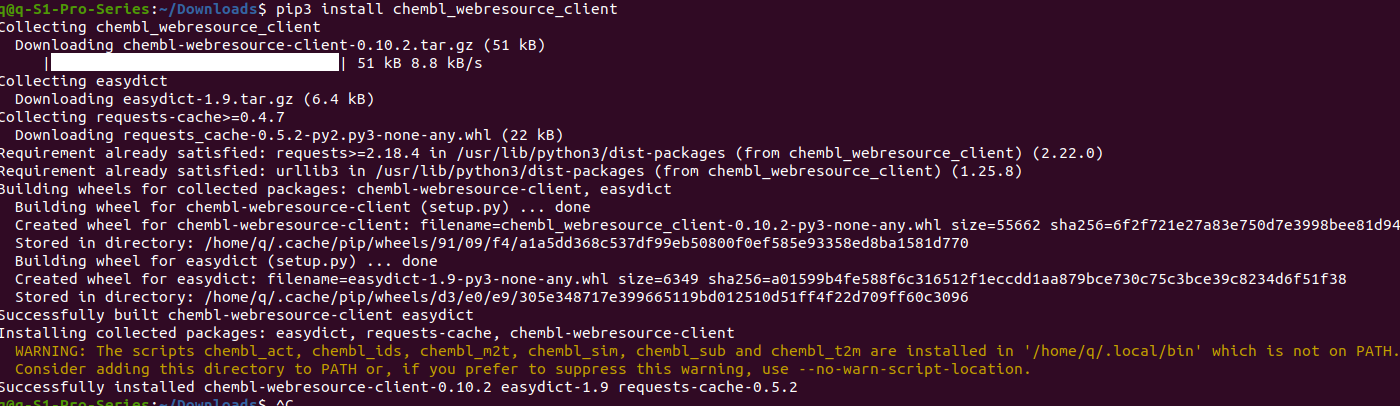 q@q-S1-Pro-Series:~/Downloads$ pip3 install chembl_webresource_client
Collecting chembl_webresource_client
  Downloading chembl-webresource-client-0.10.2.tar.gz (51 kB)
     | | 51 kB 8.8 kB/s
Collecting easydict
  Downloading easydict-1.9.tar.gz (6.4 kB)
Collecting requests-cache>=0.4.7
  Downloading requests_cache-0.5.2-py2.py3-none-any.whl (22 kB)
Requirement already satisfied: requests>=2.18.4 in /usr/lib/python3/dist-packages (from chembl_webresource_client) (2.22.0)
Requirement already satisfied: urllib3 in /usr/lib/python3/dist-packages (from chembl_webresource_client) (1.25.8)
Building wheels for collected packages: chembl-webresource-client, easydict
  Building wheel for chembl-webresource-client (setup.py) ... done
  Created wheel for chembl-webresource-client: filename=chembl_webresource_client-0.10.2-py3-none-any.whl size=55662 sha256=6f2f721e27a83e750d7e3998bee81d94
  Stored in directory: /home/q/.cache/pip/wheels/91/09/f4/a1a5dd368c537df99eb50800f0ef585e93358ed8ba1581d770
  Building wheel for easydict (setup.py) ... done
  Created wheel for easydict: filename=easydict-1.9-py3-none-any.whl size=6349 sha256=a01599b4fe588f6c316512f1eccdd1aa879bce730c75c3bce39c8234d6f51f38
  Stored in directory: /home/q/.cache/pip/wheels/d3/e0/e9/305e348717e399665119bd012510d51ff4f22d709ff60c3096
Successfully built chembl-webresource-client easydict
Installing collected packages: easydict, requests-cache, chembl-webresource-client
  WARNING: The scripts chembl_act, chembl_ids, chembl_m2t, chembl_sim, chembl_sub and chembl_t2m are installed in '/home/q/.local/bin' which is not on PATH.
  Consider adding this directory to PATH or, if you prefer to suppress this warning, use --no-warn-script-location.
Successfully installed chembl-webresource-client-0.10.2 easydict-1.9 requests-cache-0.5.2
q@q-S1-Pro-Series:~/Downloads$ ^C